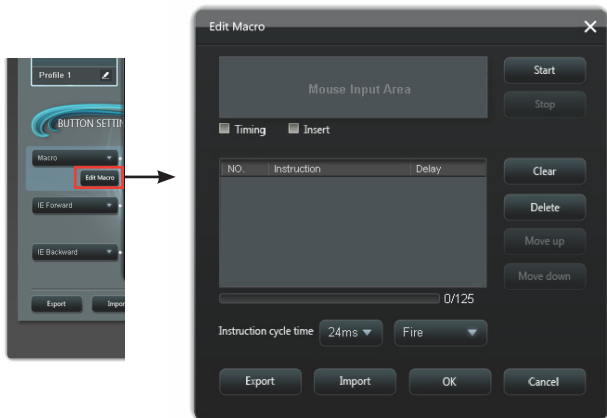 Profile 1
BUTTON SETTIN
Macro
Edit Macro
IE Forward
IE Backward
Export Impor
Edit Macro
Mouse Input Area
Start
Stop
Timing Insert
NO. Instruction Delay
Clear
Delete
Move up
Move down
0/125
Instruction cycle time 24ms Fire
Export Import OK Cancel